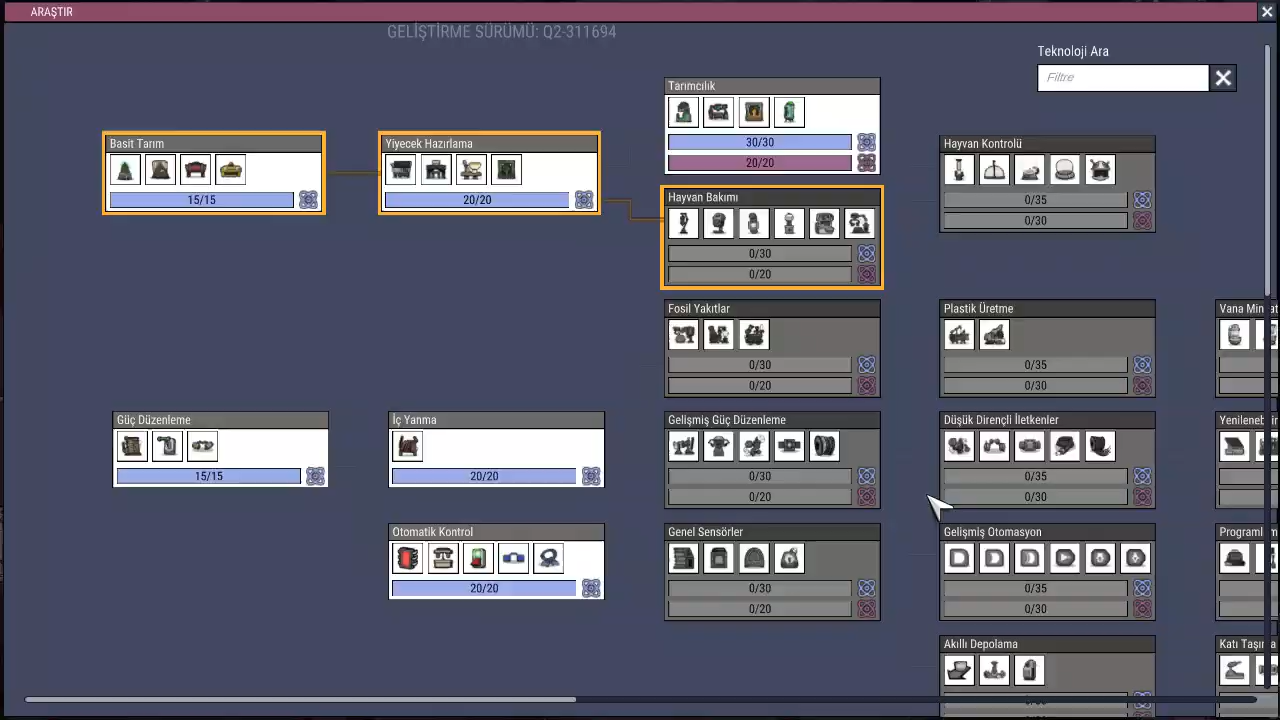 ARAŞTIR
GELİŞTİRME SÜRÜMÜ: Q2-311694
Teknoloji Ara
Filtre
Basit Tarım
15/15
Yiyecek Hazırlama
20/20
Tarımcılık
30/30
20/20
Hayvan Bakımı
0/30
0/20
Hayvan Kontrolü
0/35
0/30
Fosil Yakıtlar
0/30
0/20
Plastik Üretme
0/35
0/30
Vana
Güç Düzenleme
15/15
İç Yanma
20/20
Gelişmiş Güç Düzenleme
0/30
0/20
Düşük Dirençli İletkenler
0/35
0/30
Otomatik Kontrol
20/20
Genel Sensörler
0/30
0/20
Gelişmiş Otomasyon
0/35
0/30
Akıllı Depolama
Katı